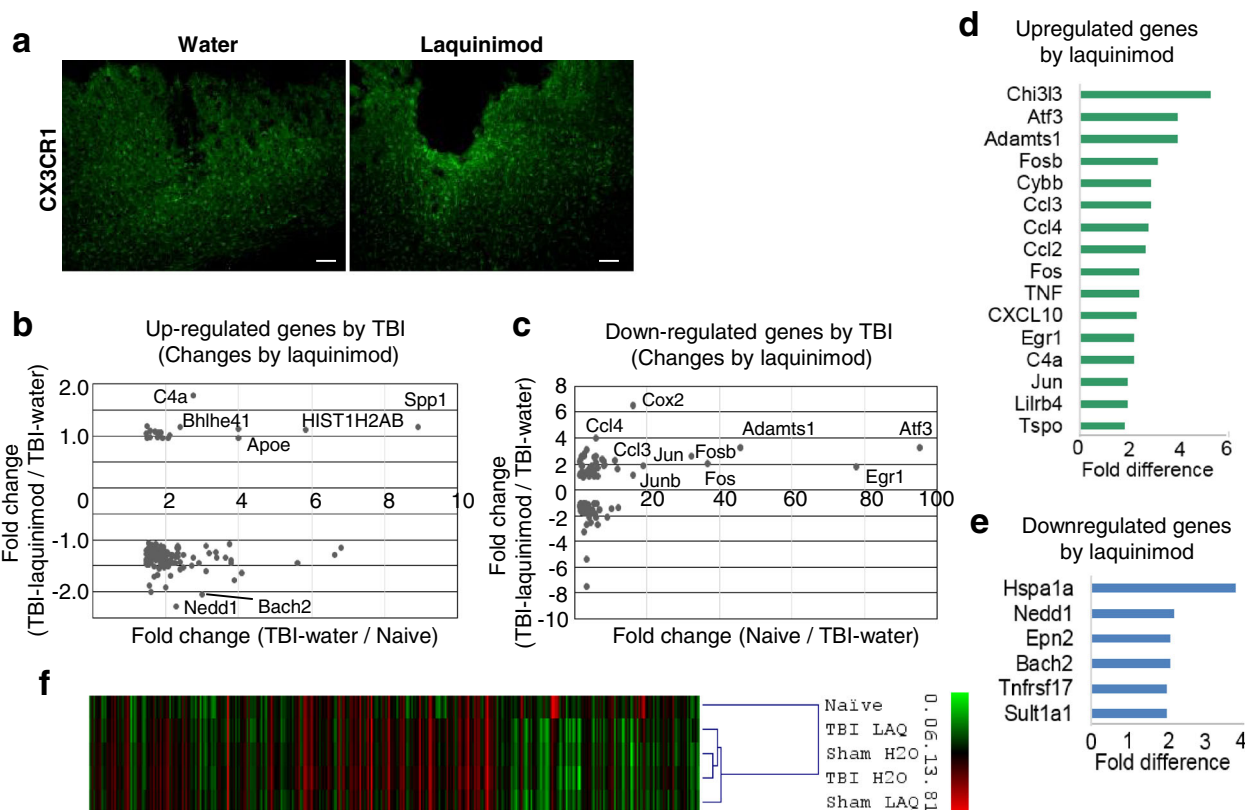 a
Water
Laquinimod
CX3CR1
b
Up-regulated genes by TBI
(Changes by laquinimod)
Fold change
(TBI-laquinimod / TBI-water)
2.0
1.0
0
-1.0
-2.0
2
4
6
8
10
C4a
Bhlhe41
Apoe
HIST1H2AB
Spp1
Nedd1
Bach2
Fold change (TBI-water / Naive)
c
Down-regulated genes by TBI
(Changes by laquinimod)
Fold change
(TBI-laquinimod / TBI-water)
8
6
4
2
0
-2
-4
-6
-8
-10
20
40
60
80
100
Cox2
Ccl4
Ccl3
Jun
Fosb
Adamts1
Atf3
Junb
Fos
Egr1
Fold change (Naive / TBI-water)
d
Upregulated genes
by laquinimod
Chi3l3
Atf3
Adamts1
Fosb
Cybb
Ccl3
Ccl4
Ccl2
Fos
TNF
CXCL10
Egr1
C4a
Jun
Lilrb4
Tspo
0 2 4 6
Fold difference
e
Downregulated genes
by laquinimod
Hspa1a
Nedd1
Epn2
Bach2
Tnfrsf17
Sult1a1
0 1 2 3 4
Fold difference
f
Naïve
TBI LAQ
Sham H2O
TBI H2O
Sham LAQ
0.06.13.81